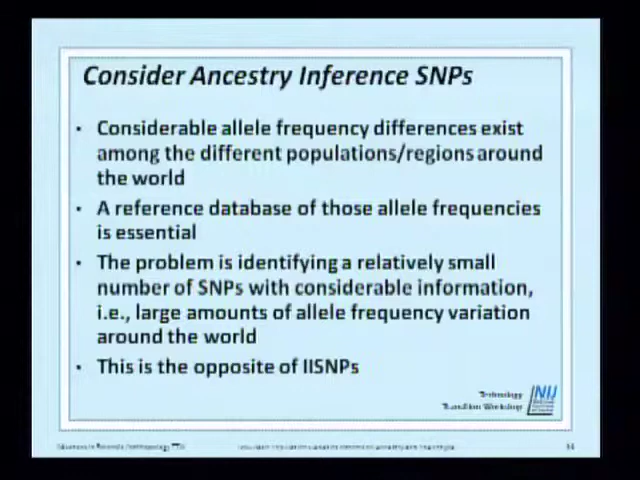 Consider Ancestry Inference SNPs
• Considerable allele frequency differences exist
among the different populations/regions around
the world
• A reference database of those allele frequencies
is essential
• The problem is identifying a relatively small
number of SNPs with considerable information,
i.e., large amounts of allele frequency variation
around the world
• This is the opposite of IISNPs
Technology
Transition Workshop
NIJ